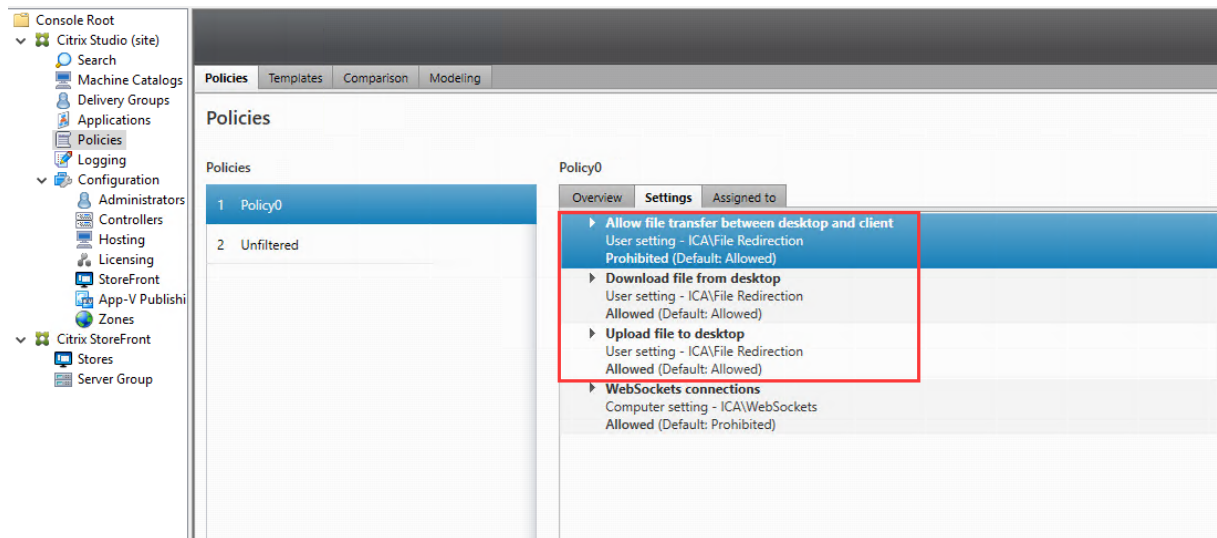 Console Root
Citrix Studio (site)
Search
Machine Catalogs
Delivery Groups
Applications
Policies
Logging
Configuration
Administrators
Controllers
Hosting
Licensing
StoreFront
App-V Publishi
Zones
Citrix StoreFront
Stores
Server Group
Policies Templates Comparison Modeling
Policies
Policies
1 Policy0
2 Unfiltered
Policy0
Overview Settings Assigned to
Allow file transfer between desktop and client
User setting - ICA\File Redirection
Prohibited (Default: Allowed)
Download file from desktop
User setting - ICA\File Redirection
Allowed (Default: Allowed)
Upload file to desktop
User setting - ICA\File Redirection
Allowed (Default: Allowed)
WebSockets connections
Computer setting - ICA\WebSockets
Allowed (Default: Prohibited)